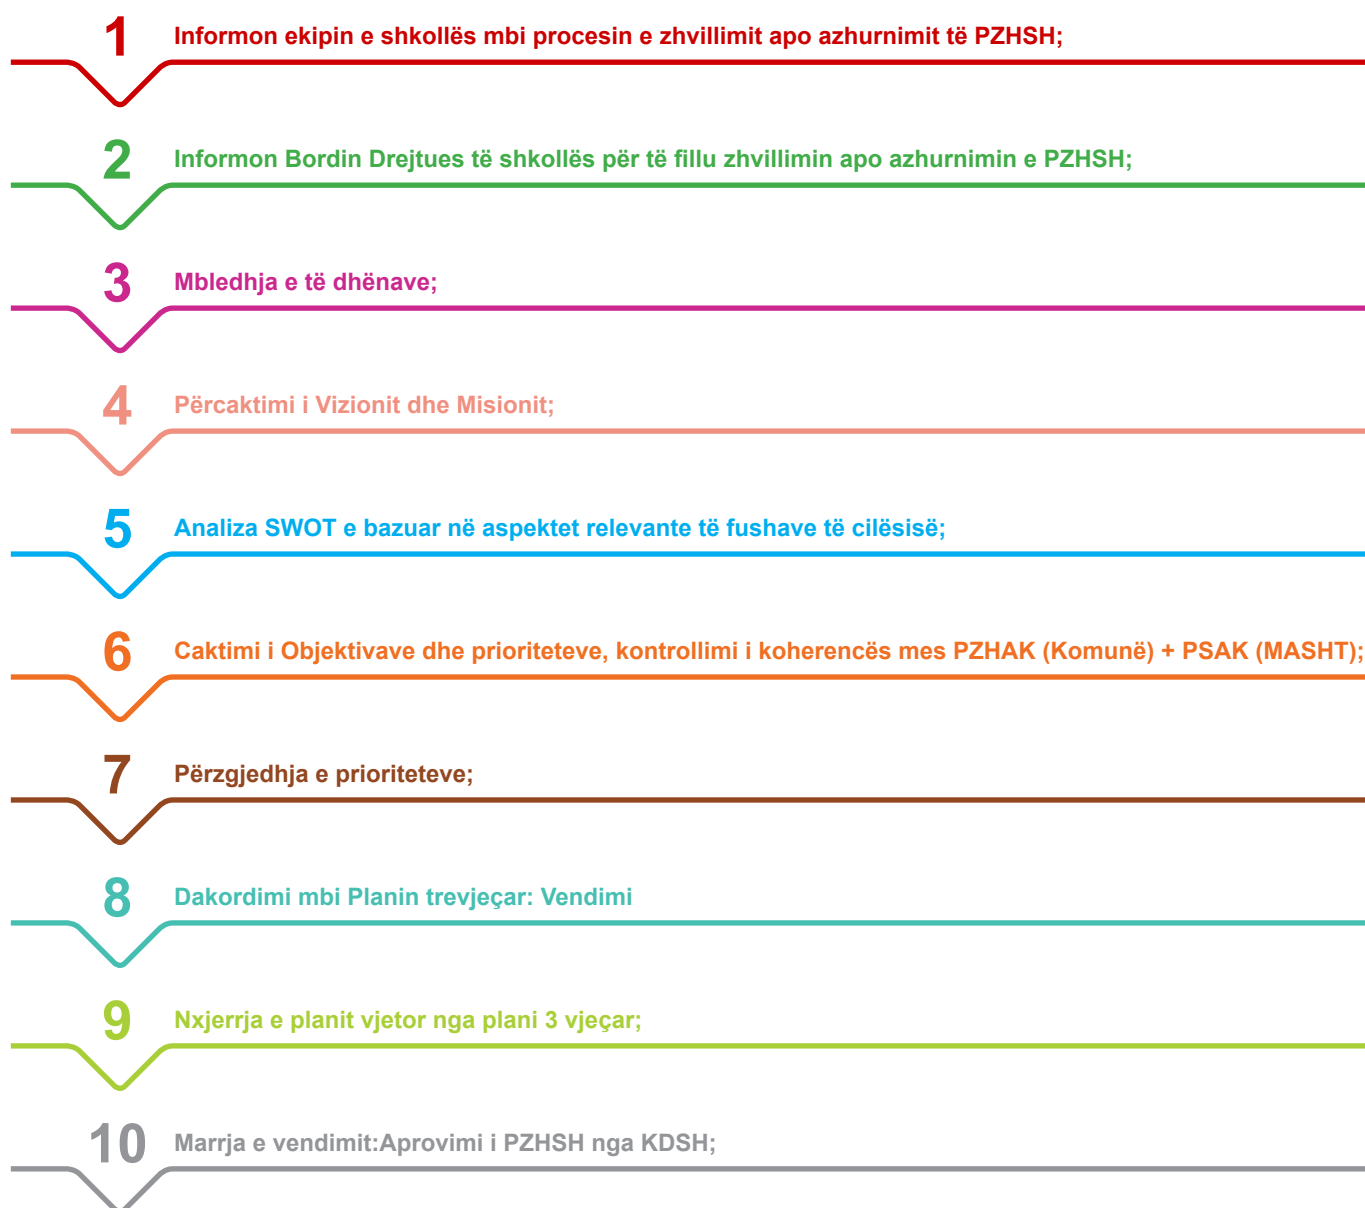 1 Informon ekipin e shkollës mbi procesin e zhvillimit apo azhurnimit të PZHSH;
2 Informon Bordin Drejtues të shkollës për të fillu zhvillimin apo azhurnimin e PZHSH;
3 Mbledhja e të dhënave;
4 Përcaktimi i Vizionit dhe Misionit;
5 Analiza SWOT e bazuar në aspektet relevante të fushave të cilësisë;
6 Caktimi i Objektivave dhe prioriteteve, kontrollimi i koherencës mes PZHAK (Komunë) + PSAK (MASHT);
7 Përzgjedhja e prioriteteve;
8 Dakordimi mbi Planin trevjeçar: Vendimi
9 Nxjerrja e planit vjetor nga plani 3 vjeçar;
10 Marrja e vendimit:Aprovimi i PZHSH nga KDSH;